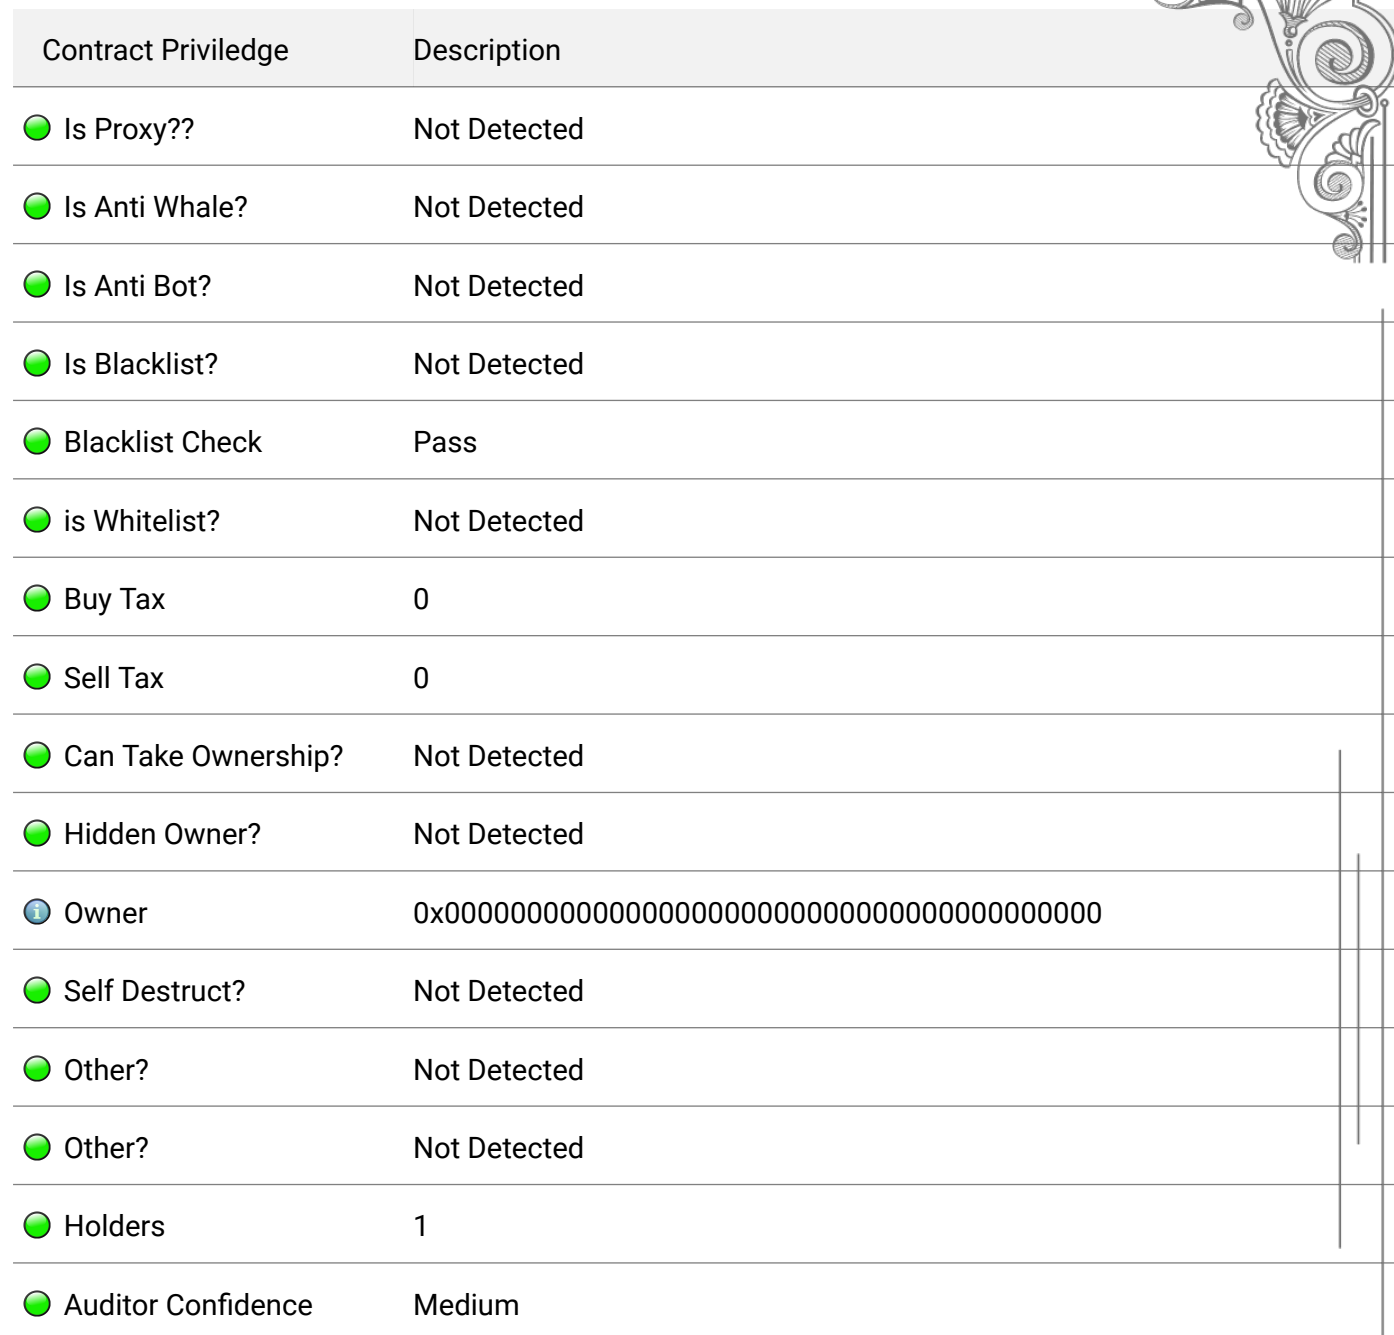 Contract Priviledge Description
Is Proxy?? Not Detected
Is Anti Whale? Not Detected
Is Anti Bot? Not Detected
Is Blacklist? Not Detected
Blacklist Check Pass
is Whitelist? Not Detected
Buy Tax 0
Sell Tax 0
Can Take Ownership? Not Detected
Hidden Owner? Not Detected
Owner 0x0000000000000000000000000000000000000000
Self Destruct? Not Detected
Other? Not Detected
Other? Not Detected
Holders 1
Auditor Confidence Medium